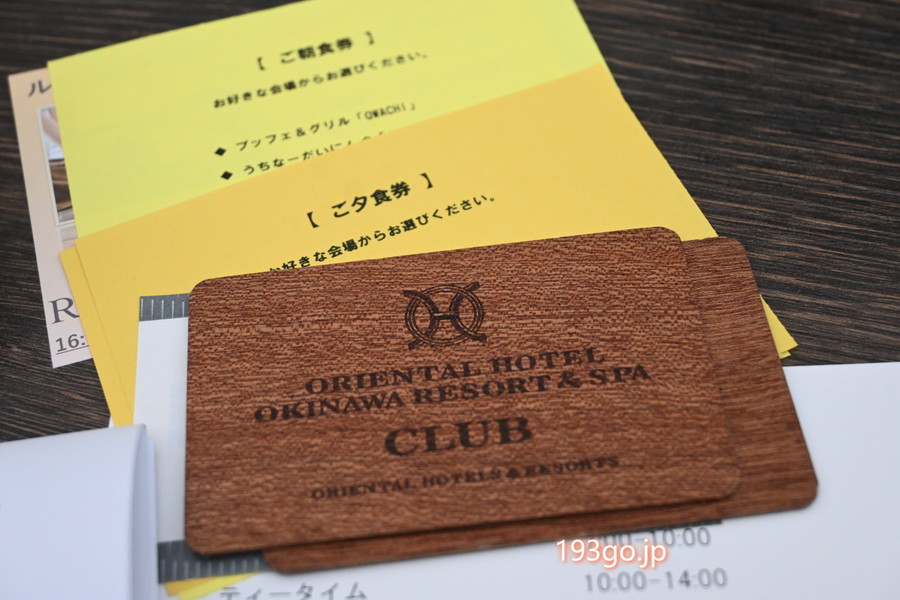 ル
【 ご朝食券 】
お好きな会場からお選びください。
◆ ブッフェ＆グリル「QWACHI」
◆ うちなーだいにんぐ
【 ご夕食券 】
お好きな会場からお選びください。
R
16:
ORIENTAL HOTEL
OKINAWA RESORT & SPA
CLUB
ORIENTAL HOTELS & RESORTS
:00-10:00
ティータイム
10:00-14:00
193go.jp